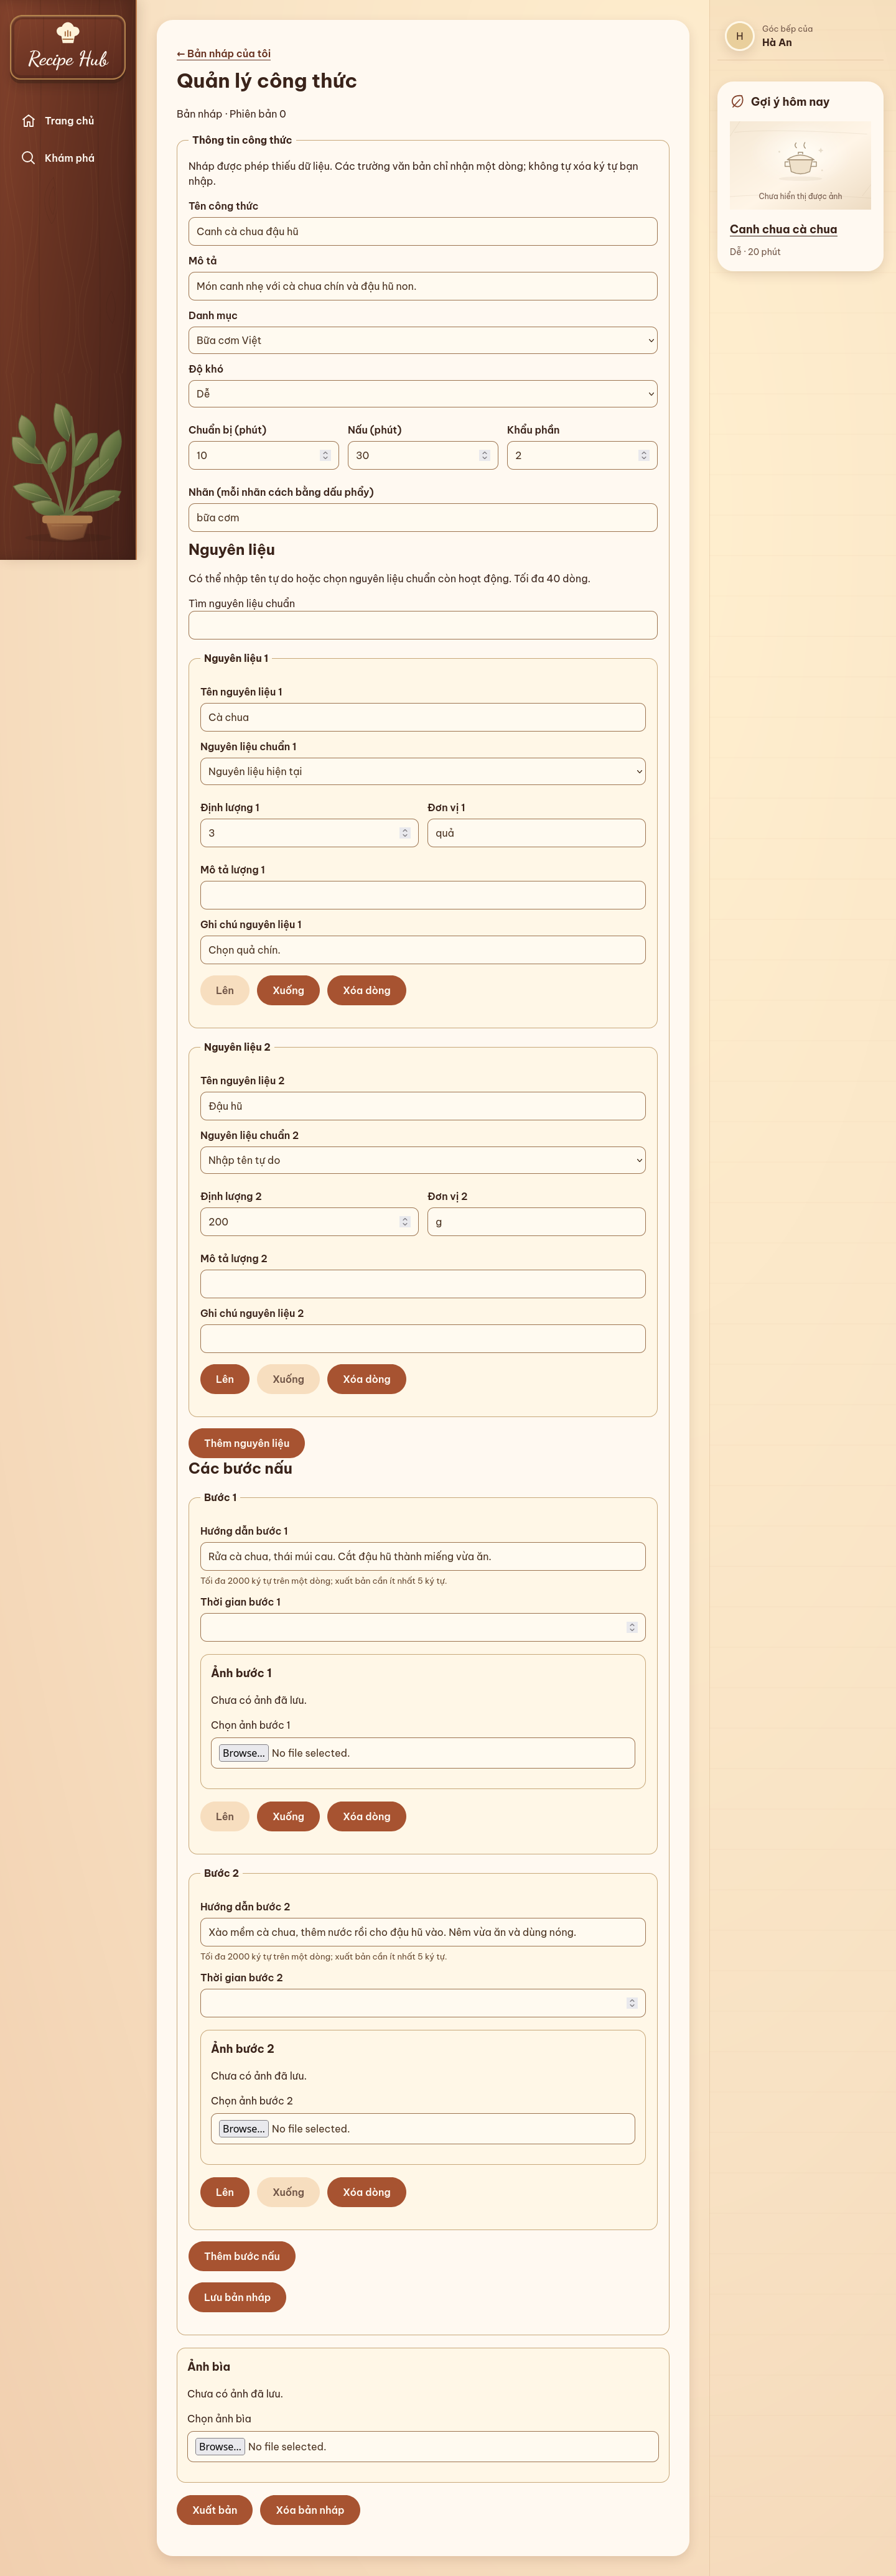 Recipe Hub
Trang chủ
Khám phá
← Bản nháp của tôi
Quản lý công thức
Bản nháp · Phiên bản 0
Thông tin công thức
Nháp được phép thiếu dữ liệu. Các trường văn bản chỉ nhận một dòng; không tự xóa ký tự bạn
nhập.
Tên công thức
Canh cà chua đậu hũ
Mô tả
Món canh nhẹ với cà chua chín và đậu hũ non.
Danh mục
Bữa cơm Việt
Độ khó
Dễ
Chuẩn bị (phút) Nấu (phút) Khẩu phần
10 30 2
Nhãn (mỗi nhãn cách bằng dấu phẩy)
bữa cơm
Nguyên liệu
Có thể nhập tên tự do hoặc chọn nguyên liệu chuẩn còn hoạt động. Tối đa 40 dòng.
Tìm nguyên liệu chuẩn
Nguyên liệu 1
Tên nguyên liệu 1
Cà chua
Nguyên liệu chuẩn 1
Nguyên liệu hiện tại
Định lượng 1 Đơn vị 1
3 quả
Mô tả lượng 1
Ghi chú nguyên liệu 1
Chọn quả chín.
Lên Xuống Xóa dòng
Nguyên liệu 2
Tên nguyên liệu 2
Đậu hũ
Nguyên liệu chuẩn 2
Nhập tên tự do
Định lượng 2 Đơn vị 2
200 g
Mô tả lượng 2
Ghi chú nguyên liệu 2
Lên Xuống Xóa dòng
Thêm nguyên liệu
Các bước nấu
Bước 1
Hướng dẫn bước 1
Rửa cà chua, thái múi cau. Cắt đậu hũ thành miếng vừa ăn.
Tối đa 2000 ký tự trên một dòng; xuất bản cần ít nhất 5 ký tự.
Thời gian bước 1
Ảnh bước 1
Chưa có ảnh đã lưu.
Chọn ảnh bước 1
Browse... No file selected.
Lên Xuống Xóa dòng
Bước 2
Hướng dẫn bước 2
Xào mềm cà chua, thêm nước rồi cho đậu hũ vào. Nêm vừa ăn và dùng nóng.
Tối đa 2000 ký tự trên một dòng; xuất bản cần ít nhất 5 ký tự.
Thời gian bước 2
Ảnh bước 2
Chưa có ảnh đã lưu.
Chọn ảnh bước 2
Browse... No file selected.
Lên Xuống Xóa dòng
Thêm bước nấu
Lưu bản nháp
Ảnh bìa
Chưa có ảnh đã lưu.
Chọn ảnh bìa
Browse... No file selected.
Xuất bản Xóa bản nháp
H
Góc bếp của
Hà An
Gợi ý hôm nay
Chưa hiển thị được ảnh
Canh chua cà chua
Dễ · 20 phút